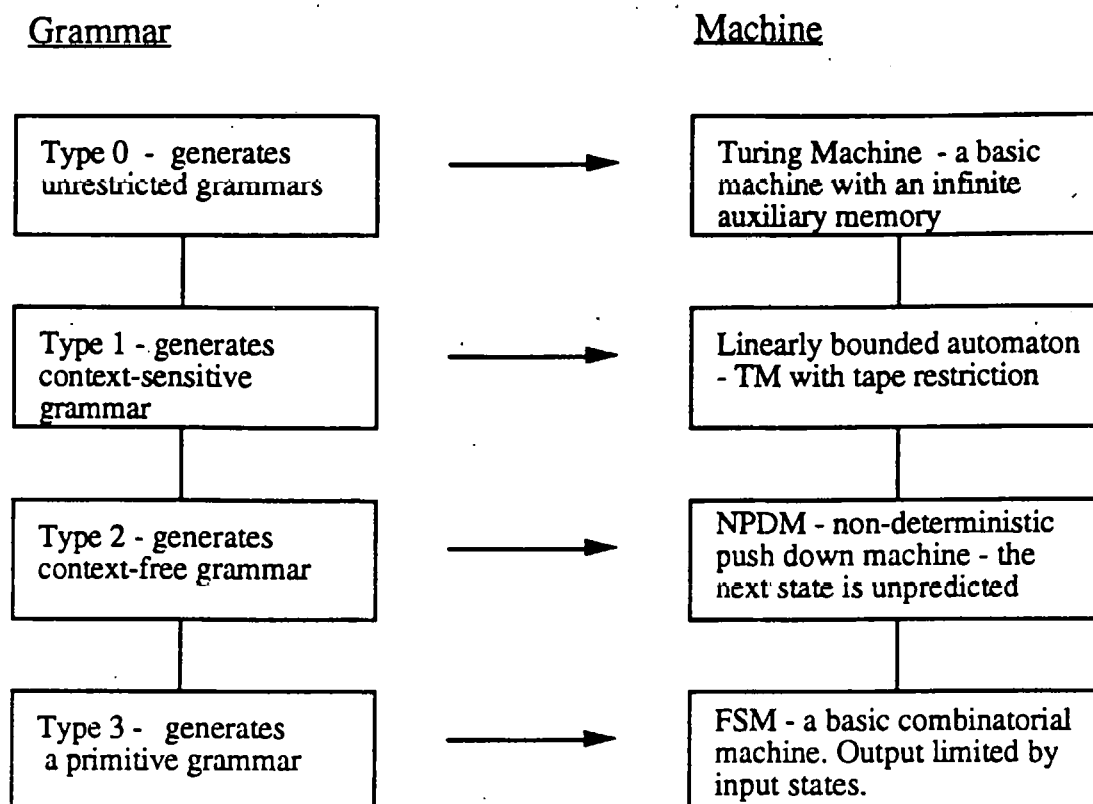 Grammar
Machine
Type 0 - generates
unrestricted grammars
Turing Machine - a basic
machine with an infinite
auxiliary memory
Type 1 - generates
context-sensitive
grammar
Linearly bounded automaton
- TM with tape restriction
Type 2 - generates
context-free grammar
NPDM - non-deterministic
push down machine - the
next state is unpredicted
Type 3 - generates
a primitive grammar
FSM - a basic combinatorial
machine. Output limited by
input states.